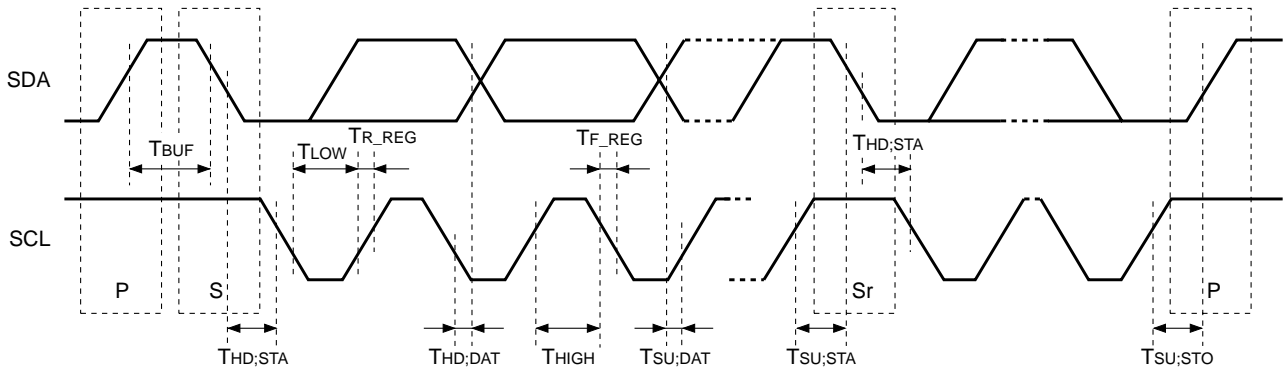 SDA
TBUF
TLOW
TR_REG
TF_REG
THD;STA
SCL
P
S
Sr
P
THD;STA
THD;DAT
THIGH
TSU;DAT
TSU;STA
TSU;STO